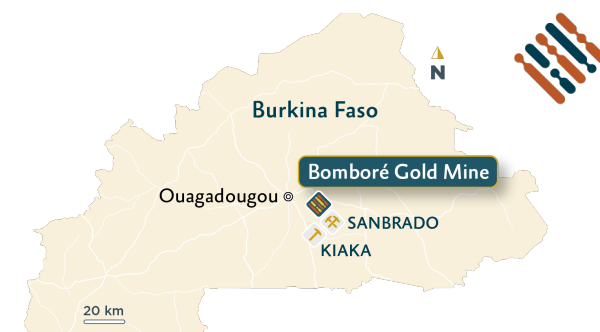 N
Burkina Faso
Bomboré Gold Mine
Ouagadougou
SANBRADO
KIAKA
20 km